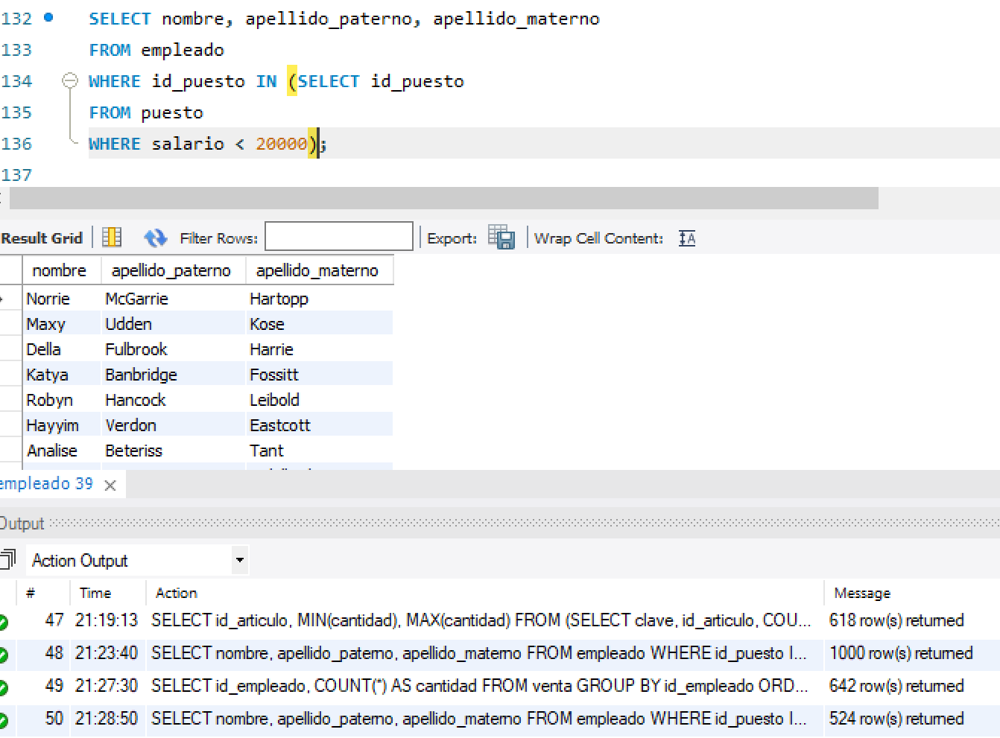 132 SELECT nombre, apellido_paterno, apellido_materno
133 FROM empleado
134 WHERE id_puesto IN (SELECT id_puesto
135 FROM puesto
136 WHERE salario < 20000);
137
Result Grid Filter Rows: Export: Wrap Cell Content: IA
nombre apellido_paterno apellido_materno
Norrie McGarrie Hartopp
Maxy Udden Kose
Della Fulbrook Harrie
Katya Banbridge Fossitt
Robyn Hancock Leibold
Hayyim Verdon Eastcott
Analise Beteriss Tant
empleado 39 ×
Output
Action Output
# Time Action Message
47 21:19:13 SELECT id_articulo, MIN(cantidad), MAX(cantidad) FROM (SELECT clave, id_articulo, COU... 618 row(s) returned
48 21:23:40 SELECT nombre, apellido_paterno, apellido_materno FROM empleado WHERE id_puesto I... 1000 row(s) returned
49 21:27:30 SELECT id_empleado, COUNT(*) AS cantidad FROM venta GROUP BY id_empleado ORD... 642 row(s) returned
50 21:28:50 SELECT nombre, apellido_paterno, apellido_materno FROM empleado WHERE id_puesto I... 524 row(s) returned